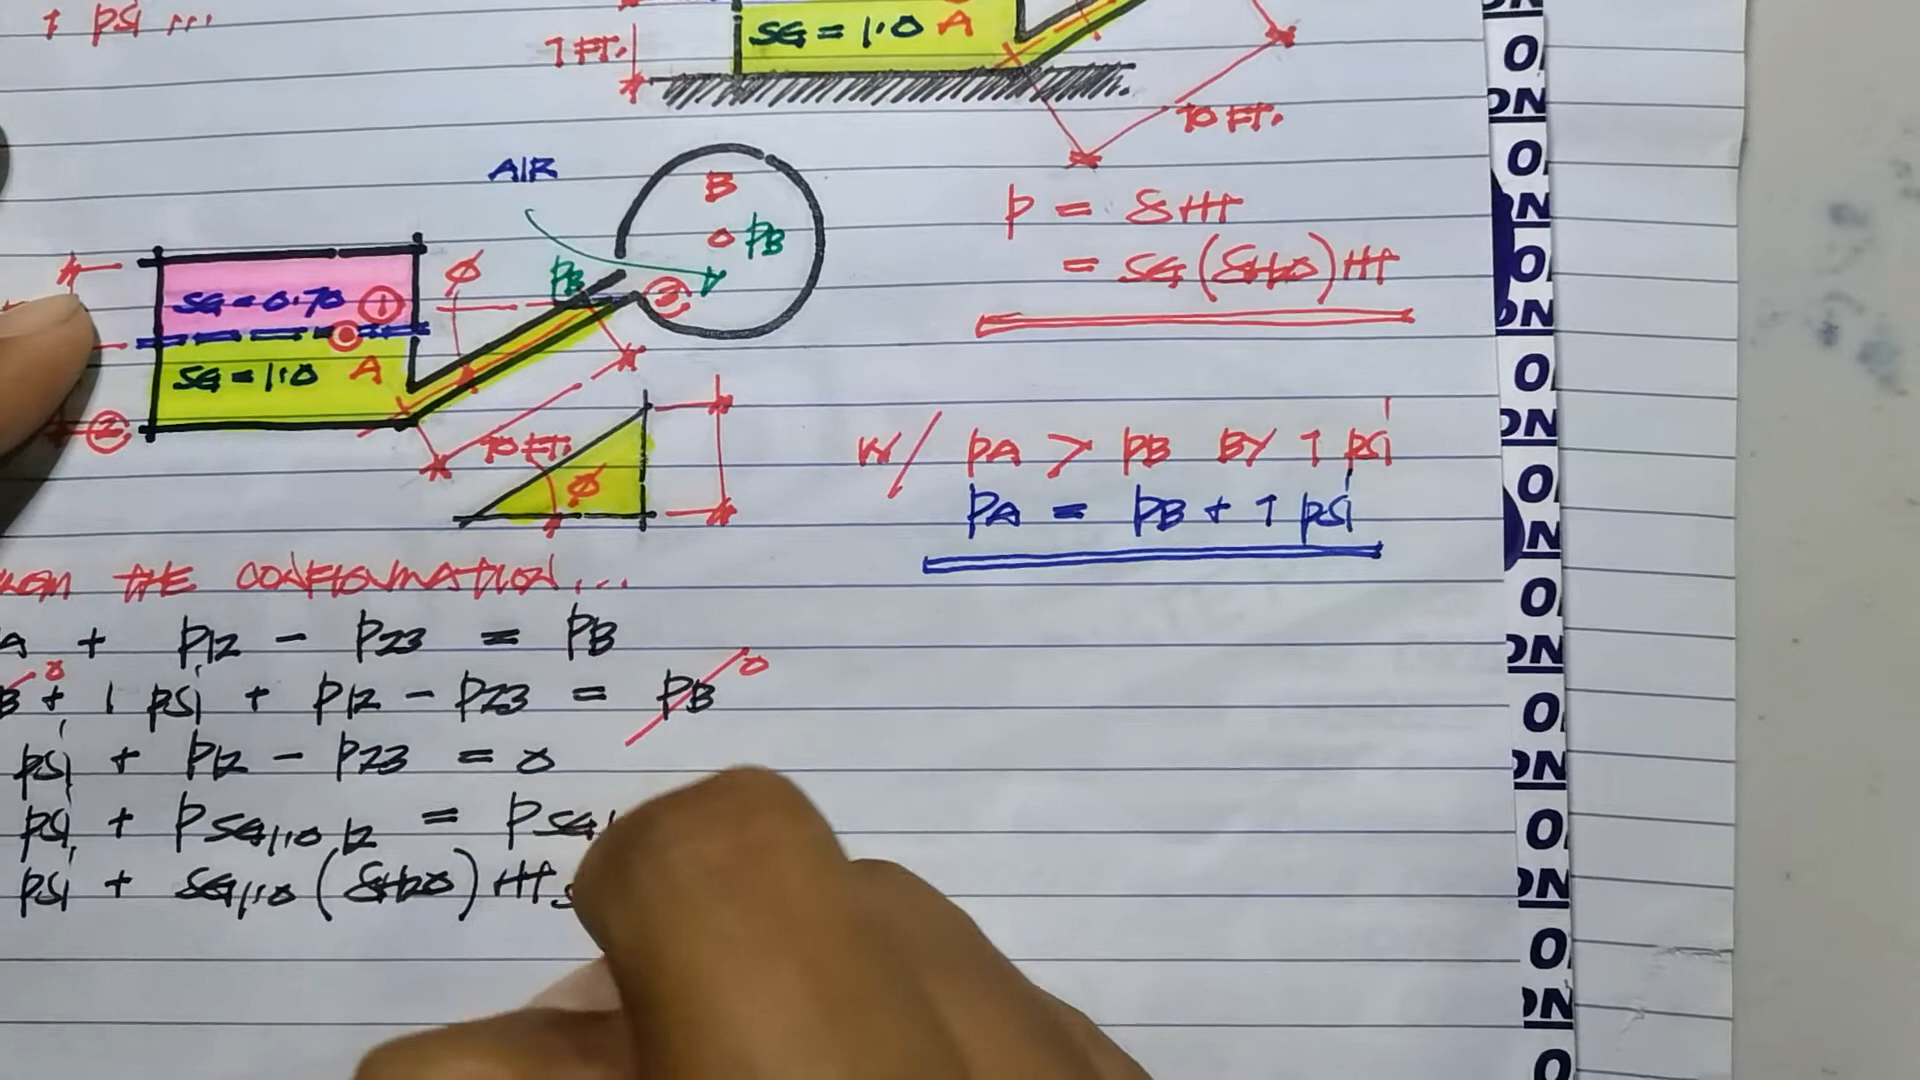 1 psi ...
1 FT.
SG = 1.0 A
10 FT.
AIR
B
PB
PB
SG = 0.70 1
3
A
SG = 1.0
2
ϕ
10 FT.
ϕ
P = γH
= SG (γH2O) H
W/ PA > PB BY 1 psi
PA = PB + 1 psi
THE CONFIGURATION...
A + P12 - P23 = PB
B 0 + 1 psi + P12 - P23 = PB 0
psi + P12 - P23 = 0
psi + PSG1.0,12 = PSG
psi + SG1.0 (γH2O) H